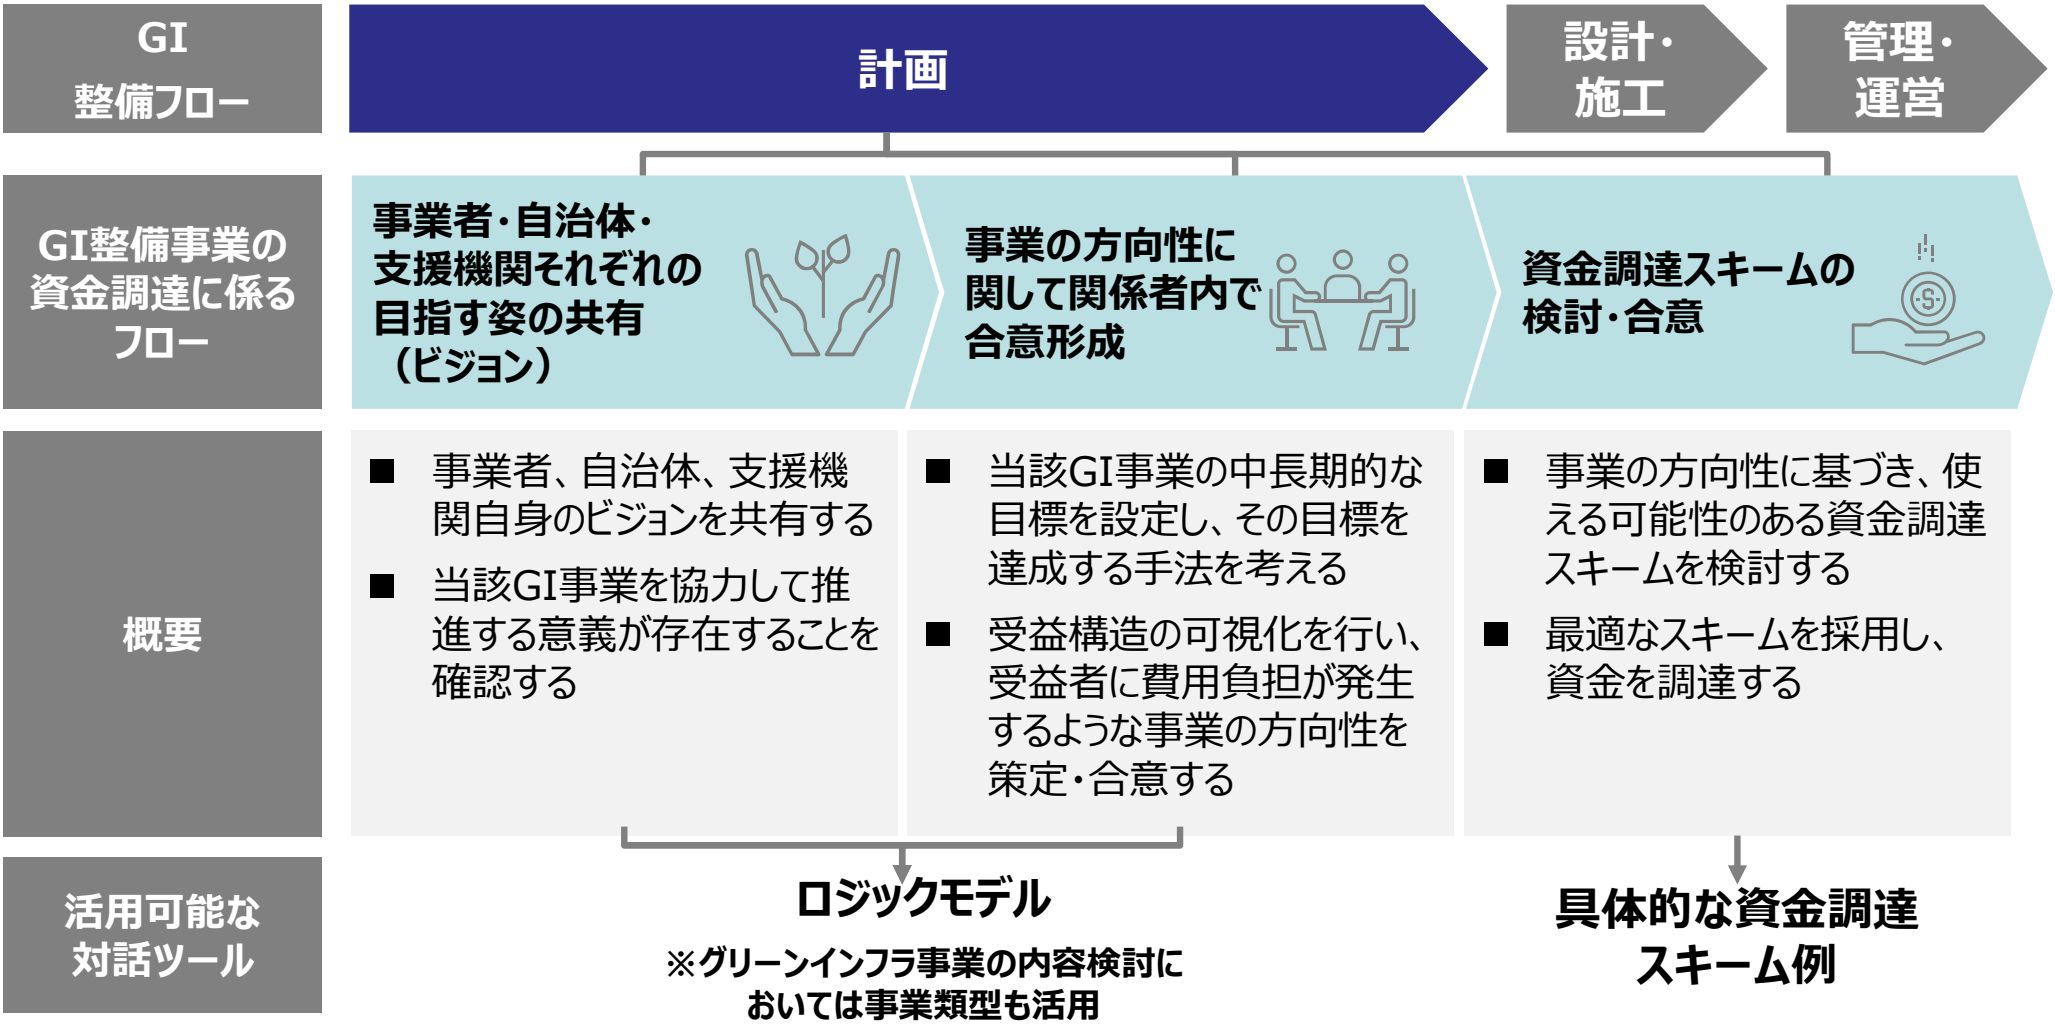 GI
整備フロー
計画
設計・
施工
管理・
運営
GI整備事業の
資金調達に係る
フロー
事業者・自治体・
支援機関それぞれの
目指す姿の共有
（ビジョン）
事業の方向性に
関して関係者内で
合意形成
資金調達スキームの
検討・合意
$
概要
■ 事業者、自治体、支援機
関自身のビジョンを共有する
■ 当該GI事業を協力して推
進する意義が存在することを
確認する
■ 当該GI事業の中長期的な
目標を設定し、その目標を
達成する手法を考える
■ 受益構造の可視化を行い、
受益者に費用負担が発生
するような事業の方向性を
策定・合意する
■ 事業の方向性に基づき、使
える可能性のある資金調達
スキームを検討する
■ 最適なスキームを採用し、
資金を調達する
活用可能な
対話ツール
ロジックモデル
※グリーンインフラ事業の内容検討に
おいては事業類型も活用
具体的な資金調達
スキーム例